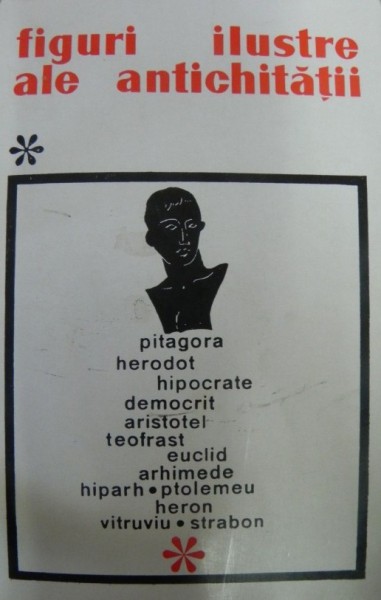 figuri ilustre
ale antichității
*
pitagora
herodot
hipocrate
democrit
aristotel
teofrast
euclid
arhimede
hiparh • ptolemeu
heron
vitruviu • strabon
*